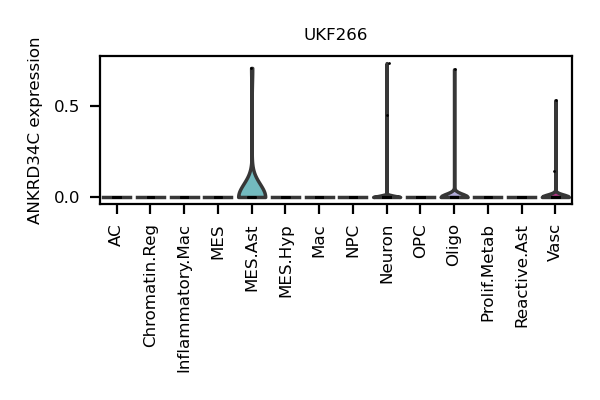 UKF266
ANKRD34C expression
0.5
0.0
AC
Chromatin.Reg
Inflammatory.Mac
MES
MES.Ast
MES.Hyp
Mac
NPC
Neuron
OPC
Oligo
Prolif.Metab
Reactive.Ast
Vasc